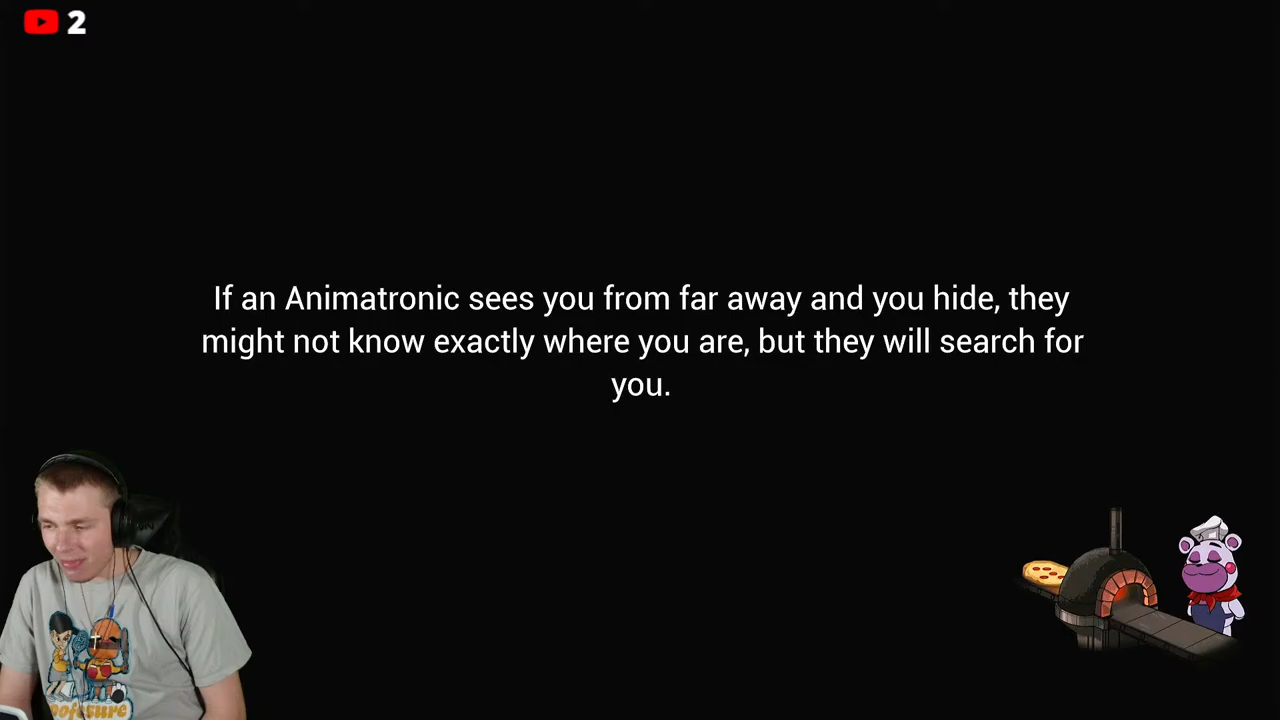 2
If an Animatronic sees you from far away and you hide, they
might not know exactly where you are, but they will search for
you.